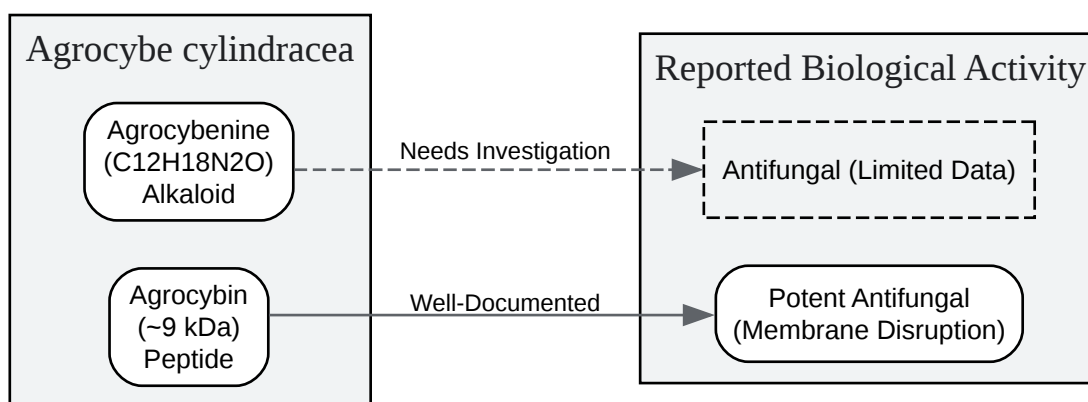 Agrocybe cylindracea
Agrocybenine
(C12H18N2O)
Alkaloid
Agrocybin
(~9 kDa)
Peptide
Needs Investigation
Well-Documented
Reported Biological Activity
Antifungal (Limited Data)
Potent Antifungal
(Membrane Disruption)